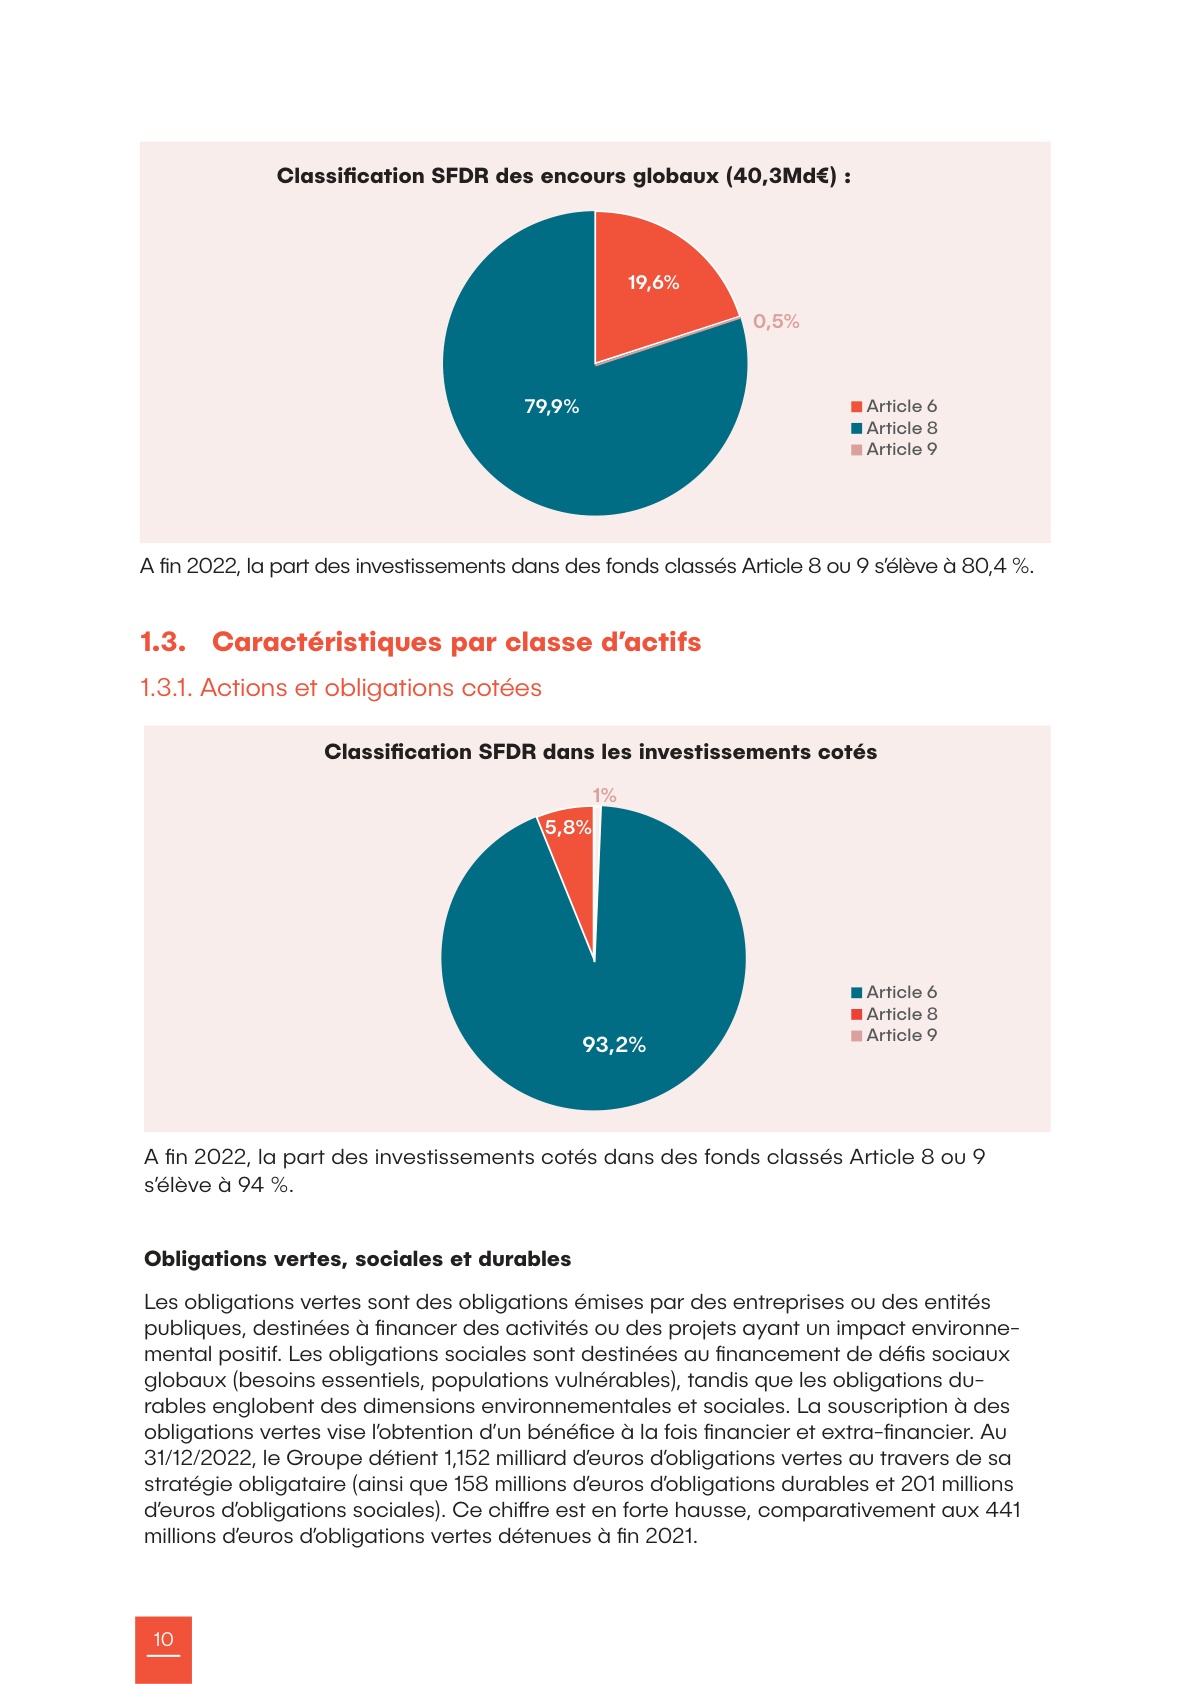 Classification SFDR des encours globaux (40,3Md€) :
19,6%
0,5%
79,9%
Article 6
Article 8
Article 9
A fin 2022, la part des investissements dans des fonds classés Article 8 ou 9 s’élève à 80,4 %.
1.3. Caractéristiques par classe d’actifs
1.3.1. Actions et obligations cotées
Classification SFDR dans les investissements cotés
1%
5,8%
93,2%
Article 6
Article 8
Article 9
A fin 2022, la part des investissements cotés dans des fonds classés Article 8 ou 9
s’élève à 94 %.
Obligations vertes, sociales et durables
Les obligations vertes sont des obligations émises par des entreprises ou des entités
publiques, destinées à financer des activités ou des projets ayant un impact environne-
mental positif. Les obligations sociales sont destinées au financement de défis sociaux
globaux (besoins essentiels, populations vulnérables), tandis que les obligations du-
rables englobent des dimensions environnementales et sociales. La souscription à des
obligations vertes vise l’obtention d’un bénéfice à la fois financier et extra-financier. Au
31/12/2022, le Groupe détient 1,152 milliard d’euros d’obligations vertes au travers de sa
stratégie obligataire (ainsi que 158 millions d’euros d’obligations durables et 201 millions
d’euros d’obligations sociales). Ce chiffre est en forte hausse, comparativement aux 441
millions d’euros d’obligations vertes détenues à fin 2021.
10